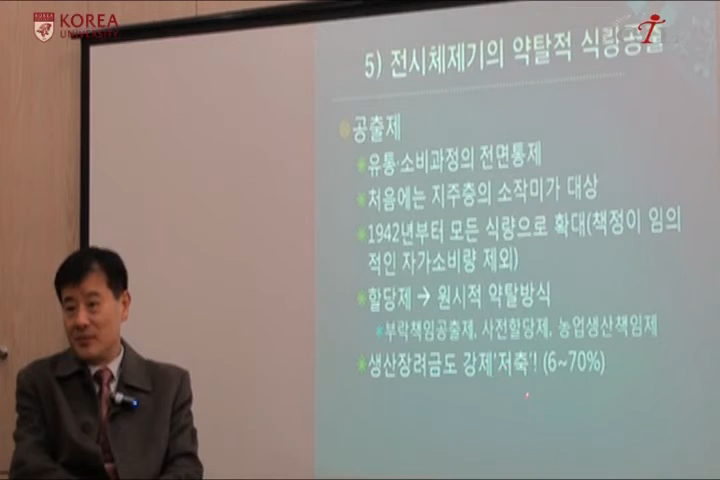 KOREA
UNIVERSITY
5) 전시체제기의 약탈적 식량공출
공출제
유통·소비과정의 전면통제
처음에는 지주층의 소작미가 대상
1942년부터 모든 식량으로 확대(책정이 임의
적인 자가소비량 제외)
할당제 → 원시적 약탈방식
부락책임공출제, 사전할당제, 농업생산책임제
생산장려금도 강제'저축'! (6~70%)